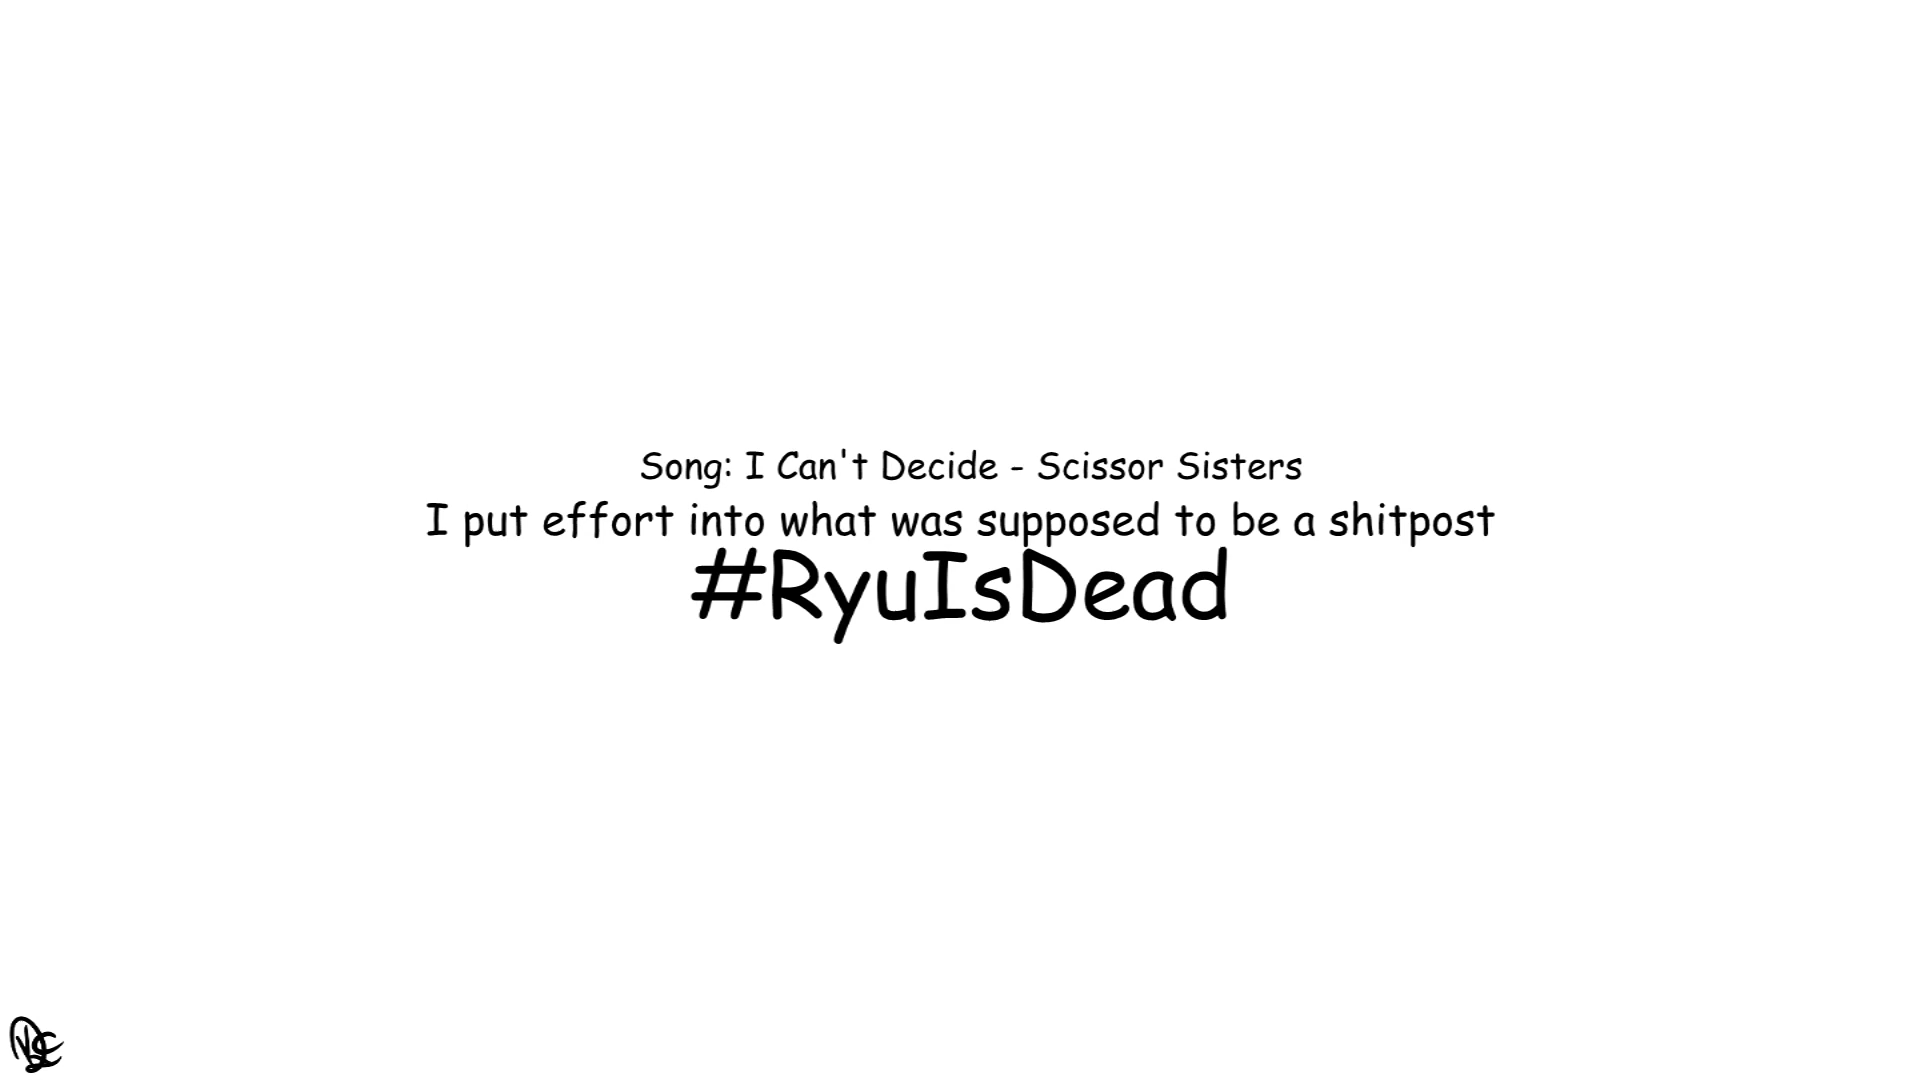 Song: I Can't Decide - Scissor Sisters
I put effort into what was supposed to be a shitpost
#RyuIsDead